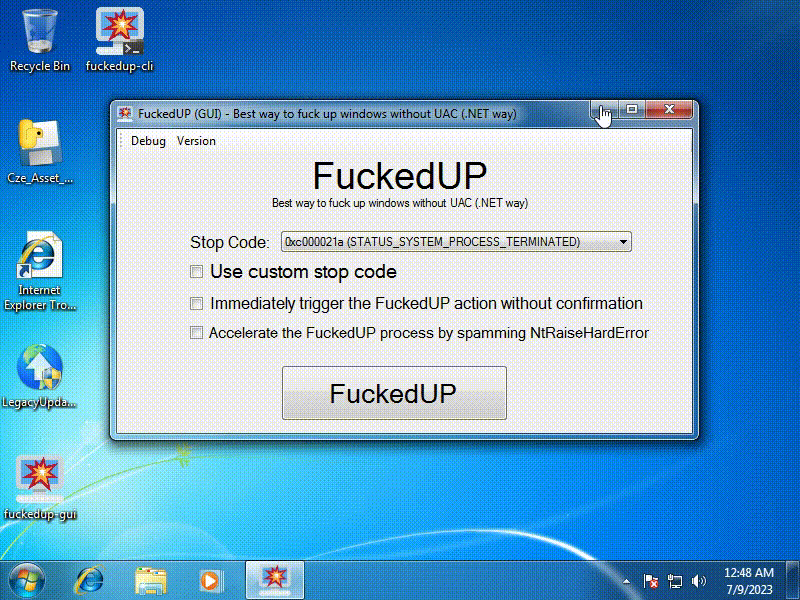 Recycle Bin
fuckedup-cli
Cze_Asset_...
Internet
Explorer Tro...
LegacyUpda...
fuckedup-gui
FuckedUP (GUI) - Best way to fuck up windows without UAC (.NET way)
Debug Version
FuckedUP
Best way to fuck up windows without UAC (.NET way)
Stop Code: 0xc000021a (STATUS_SYSTEM_PROCESS_TERMINATED)
Use custom stop code
Immediately trigger the FuckedUP action without confirmation
Accelerate the FuckedUP process by spamming NtRaiseHardError
FuckedUP
12:48 AM
7/9/2023